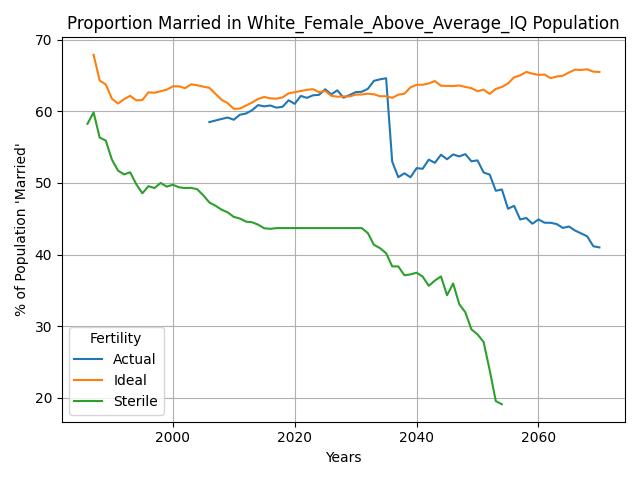 Proportion Married in White_Female_Above_Average_IQ Population
% of Population 'Married'
70
60
50
40
30
20
Fertility
Actual
Ideal
Sterile
2000
2020
2040
2060
Years